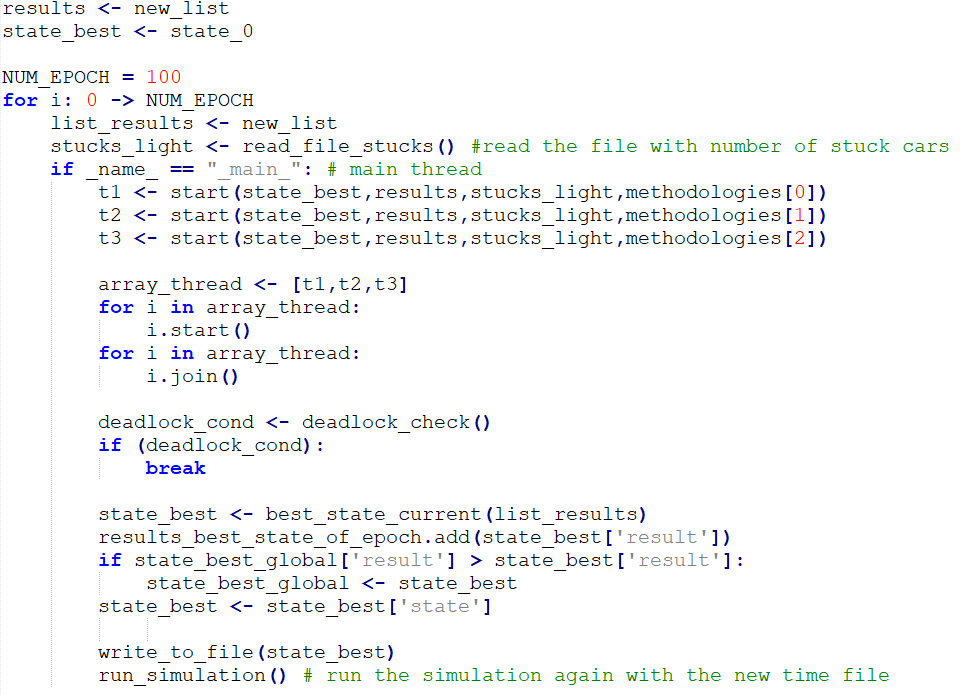 results <- new_list
state_best <- state_0
NUM_EPOCH = 100
for i: 0 -> NUM_EPOCH
list_results <- new_list
stucks_light <- read_file_stucks() #read the file with number of stuck cars
if _name_ == "_main_": # main thread
t1 <- start(state_best,results,stucks_light,methodologies[0])
t2 <- start(state_best,results,stucks_light,methodologies[1])
t3 <- start(state_best,results,stucks_light,methodologies[2])
array_thread <- [t1,t2,t3]
for i in array_thread:
i.start()
for i in array_thread:
i.join()
deadlock_cond <- deadlock_check()
if (deadlock_cond):
break
state_best <- best_state_current(list_results)
results_best_state_of_epoch.add(state_best['result'])
if state_best_global['result'] > state_best['result']:
state_best_global <- state_best
state_best <- state_best['state']
write_to_file(state_best)
run_simulation() # run the simulation again with the new time file